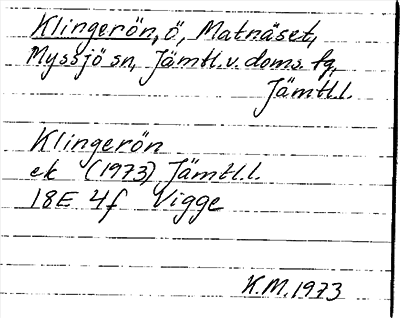 Klingerön, ö, Matnäset,
Myssjö sn, Jämtl. v. doms. fg,
Jämtl.l.
Klingerön
ek (1973) Jämtl.l.
18E 4f Vigge
K.M. 1973